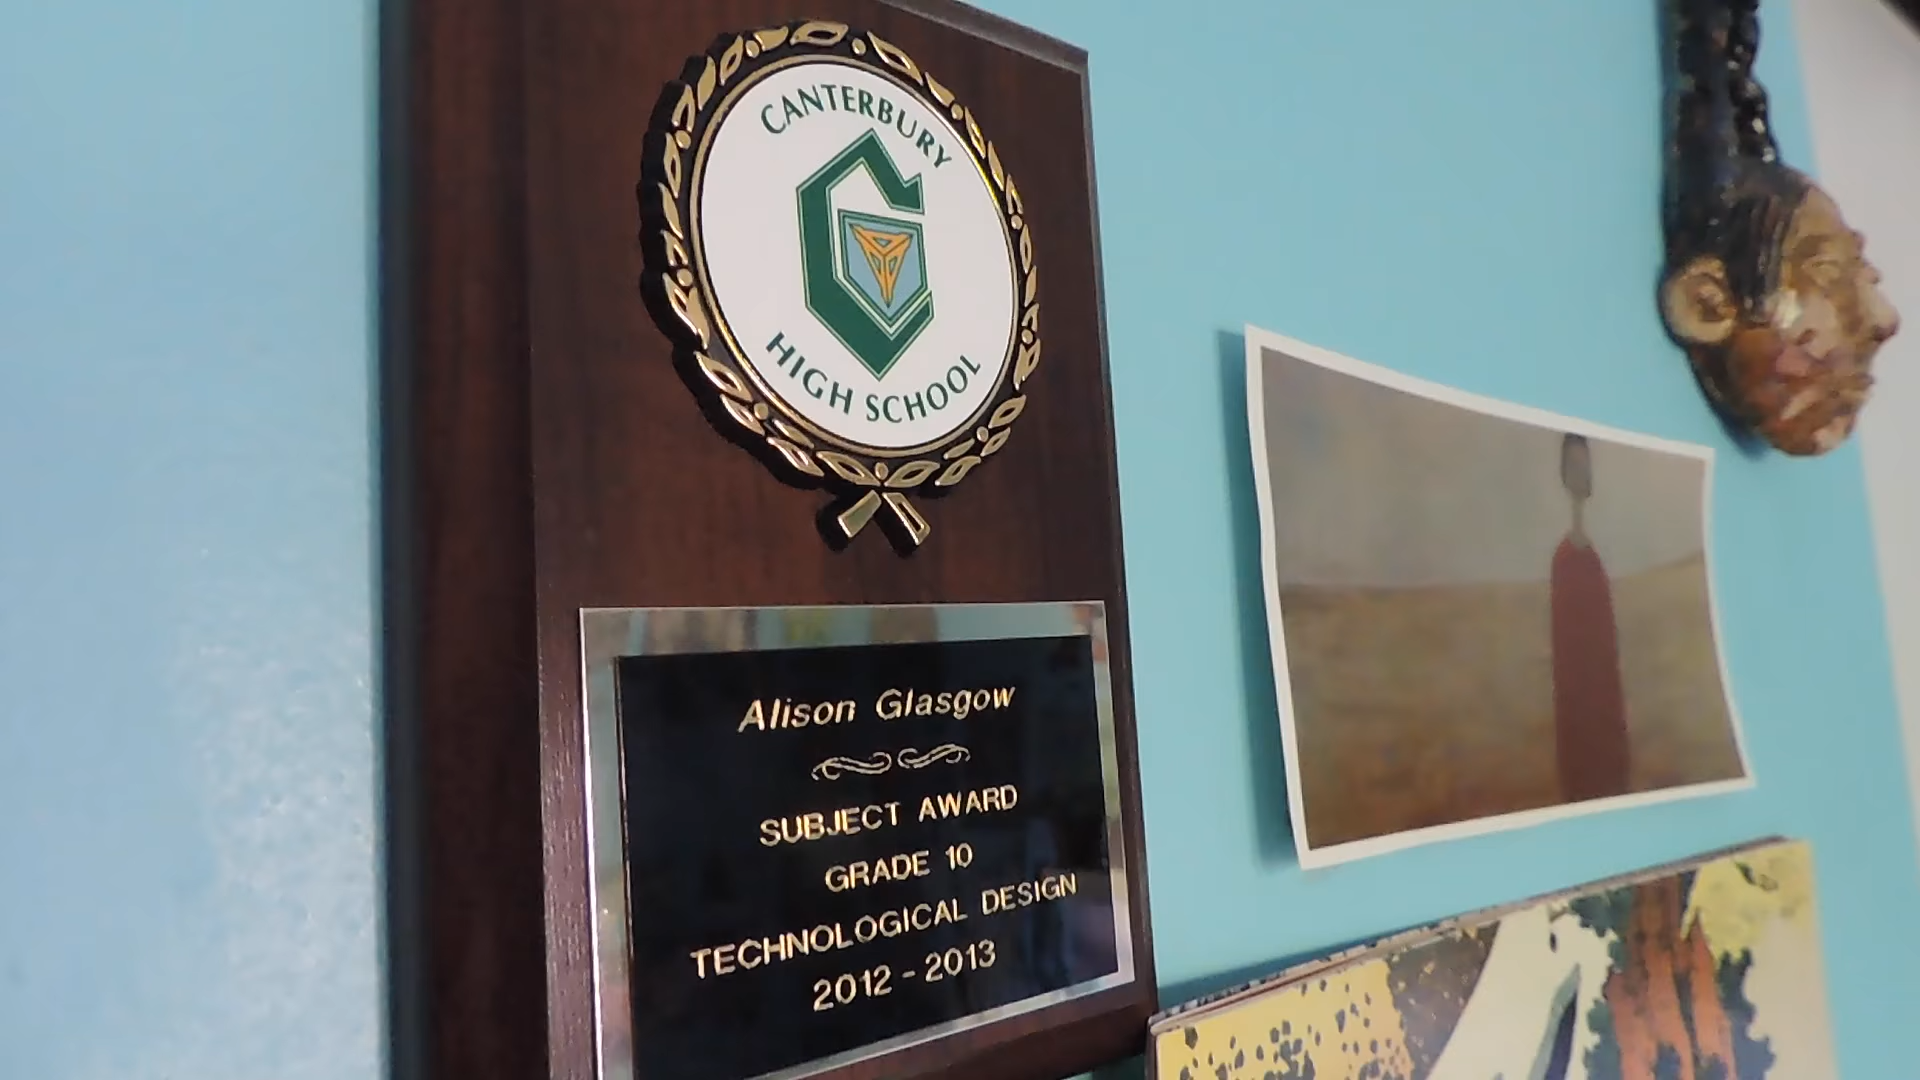 CANTERBURY
HIGH SCHOOL
Alison Glasgow
SUBJECT AWARD
GRADE 10
TECHNOLOGICAL DESIGN
2012 - 2013